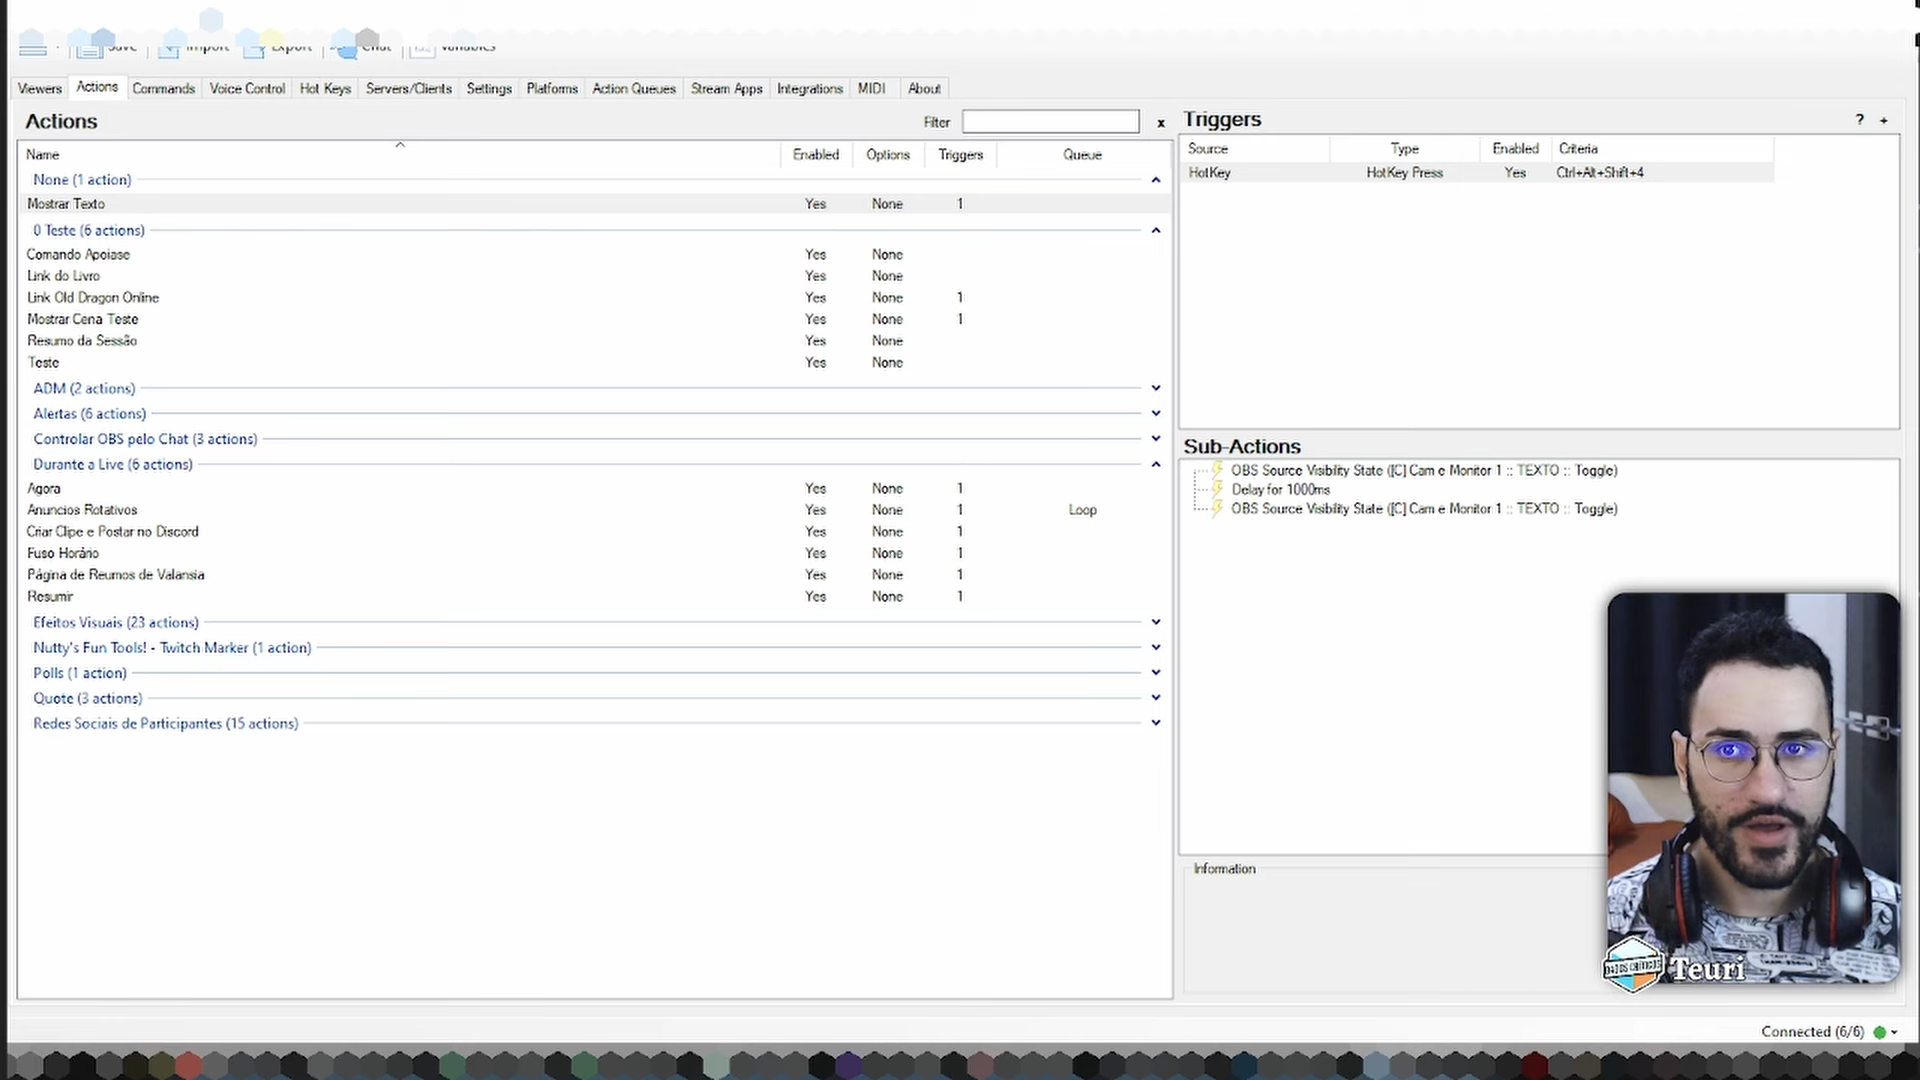 Save Import Export Chat Variables
Viewers Actions Commands Voice Control Hot Keys Servers/Clients Settings Platforms Action Queues Stream Apps Integrations MIDI About
Actions Filter x
Name Enabled Options Triggers Queue
None (1 action)
Mostrar Texto Yes None 1
0 Teste (6 actions)
Comando Apoiase Yes None
Link do Livro Yes None
Link Old Dragon Online Yes None 1
Mostrar Cena Teste Yes None 1
Resumo da Sessão Yes None
Teste Yes None
ADM (2 actions)
Alertas (6 actions)
Controlar OBS pelo Chat (3 actions)
Durante a Live (6 actions)
Agora Yes None 1
Anuncios Rotativos Yes None 1 Loop
Criar Clipe e Postar no Discord Yes None 1
Fuso Horário Yes None 1
Página de Reumos de Valansia Yes None 1
Resumir Yes None 1
Efeitos Visuais (23 actions)
Nutty's Fun Tools! - Twitch Marker (1 action)
Polls (1 action)
Quote (3 actions)
Redes Sociais de Participantes (15 actions)
Triggers ? +
Source Type Enabled Criteria
HotKey HotKey Press Yes Ctrl+Alt+Shift+4
Sub-Actions
OBS Source Visibility State ([C] Cam e Monitor 1 :: TEXTO :: Toggle)
Delay for 1000ms
OBS Source Visibility State ([C] Cam e Monitor 1 :: TEXTO :: Toggle)
Information
Teuri
Connected (6/6)